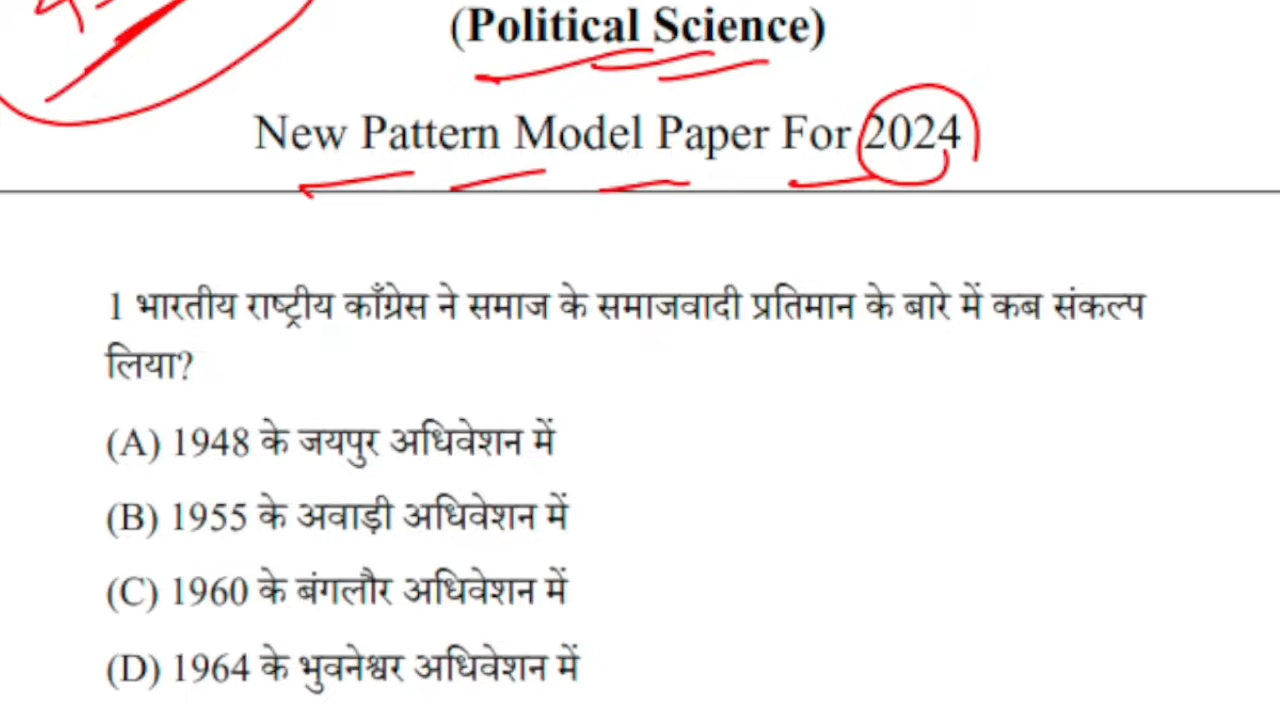 (Political Science)
New Pattern Model Paper For 2024
1 भारतीय राष्ट्रीय काँग्रेस ने समाज के समाजवादी प्रतिमान के बारे में कब संकल्प
लिया?
(A) 1948 के जयपुर अधिवेशन में
(B) 1955 के अवाड़ी अधिवेशन में
(C) 1960 के बंगलौर अधिवेशन में
(D) 1964 के भुवनेश्वर अधिवेशन में